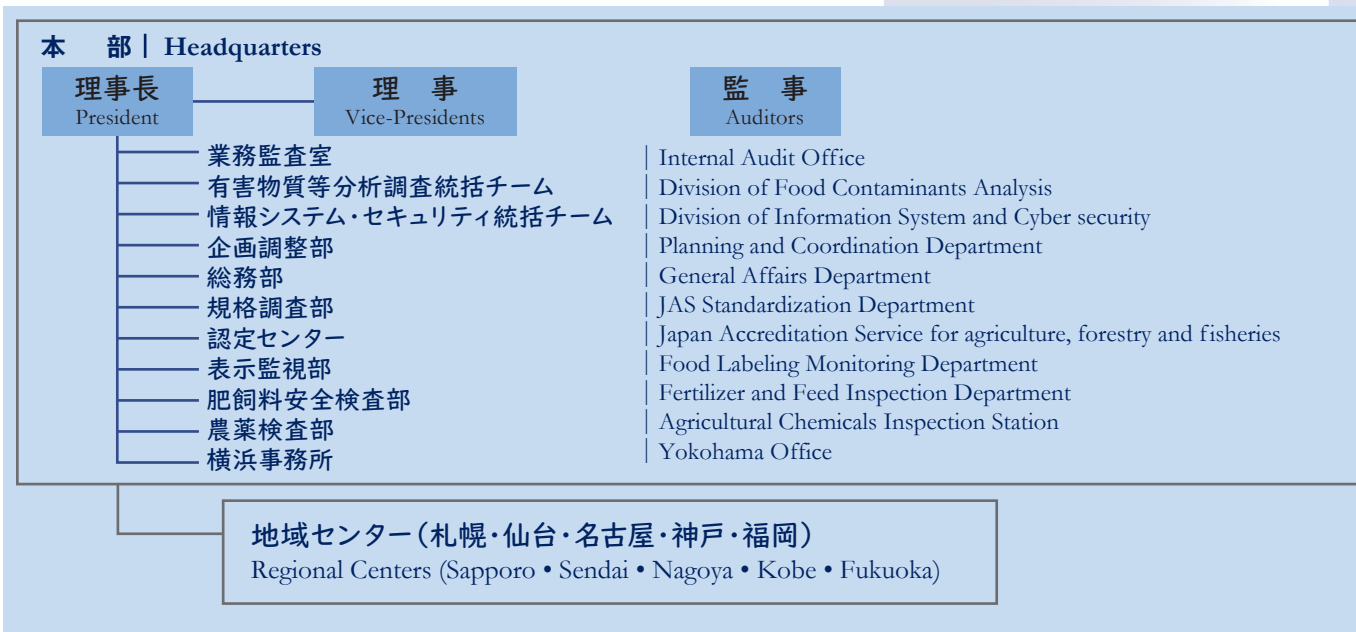 本　部｜Headquarters
理事長　理　事　監　事
President　Vice-Presidents　Auditors
業務監査室｜Internal Audit Office
有害物質等分析調査統括チーム｜Division of Food Contaminants Analysis
情報システム・セキュリティ統括チーム｜Division of Information System and Cyber security
企画調整部｜Planning and Coordination Department
総務部｜General Affairs Department
規格調査部｜JAS Standardization Department
認定センター｜Japan Accreditation Service for agriculture, forestry and fisheries
表示監視部｜Food Labeling Monitoring Department
肥飼料安全検査部｜Fertilizer and Feed Inspection Department
農薬検査部｜Agricultural Chemicals Inspection Station
横浜事務所｜Yokohama Office
地域センター（札幌・仙台・名古屋・神戸・福岡）
Regional Centers (Sapporo • Sendai • Nagoya • Kobe • Fukuoka)